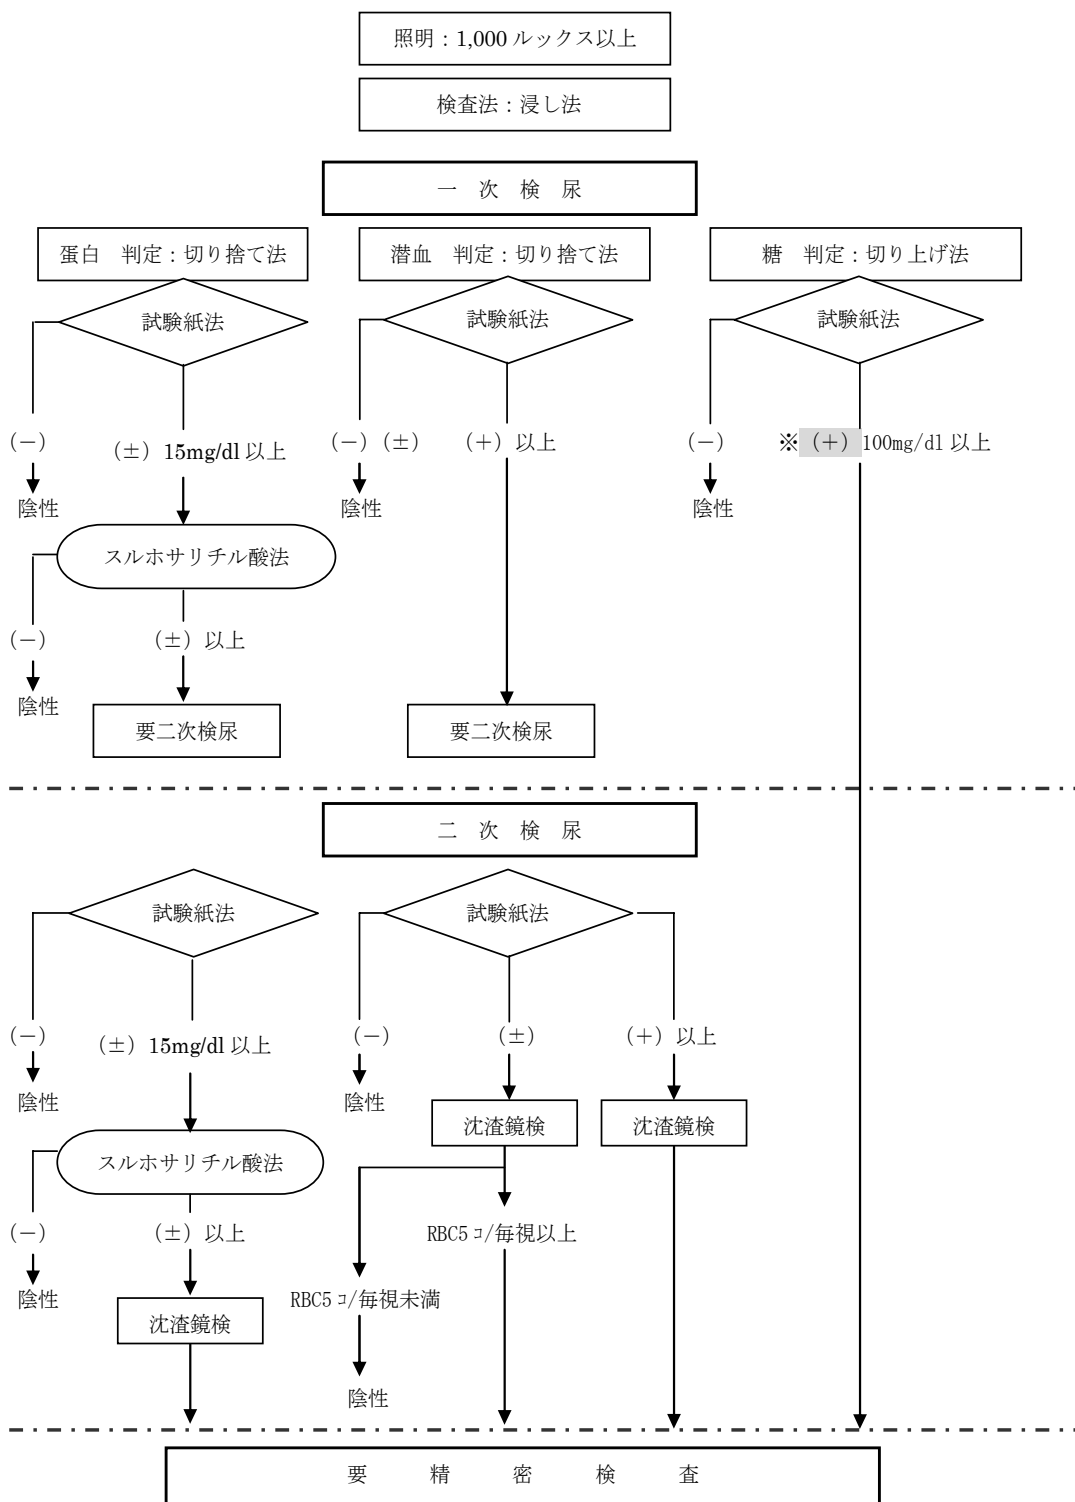 照明：1,000 ルックス以上
検査法：浸し法
一 次 検 尿
蛋白　判定：切り捨て法
潜血　判定：切り捨て法
糖　判定：切り上げ法
試験紙法
試験紙法
試験紙法
(－)
(±) 15mg/dl 以上
(－) (±)
(＋) 以上
(－)
※ (＋) 100mg/dl 以上
陰性
陰性
陰性
スルホサリチル酸法
(－)
(±) 以上
陰性
要二次検尿
要二次検尿
二 次 検 尿
試験紙法
試験紙法
(－)
(±) 15mg/dl 以上
(－)
(±)
(＋) 以上
陰性
陰性
沈渣鏡検
沈渣鏡検
スルホサリチル酸法
(－)
(±) 以上
RBC5ｺ/毎視以上
陰性
RBC5ｺ/毎視未満
沈渣鏡検
陰性
要 精 密 検 査